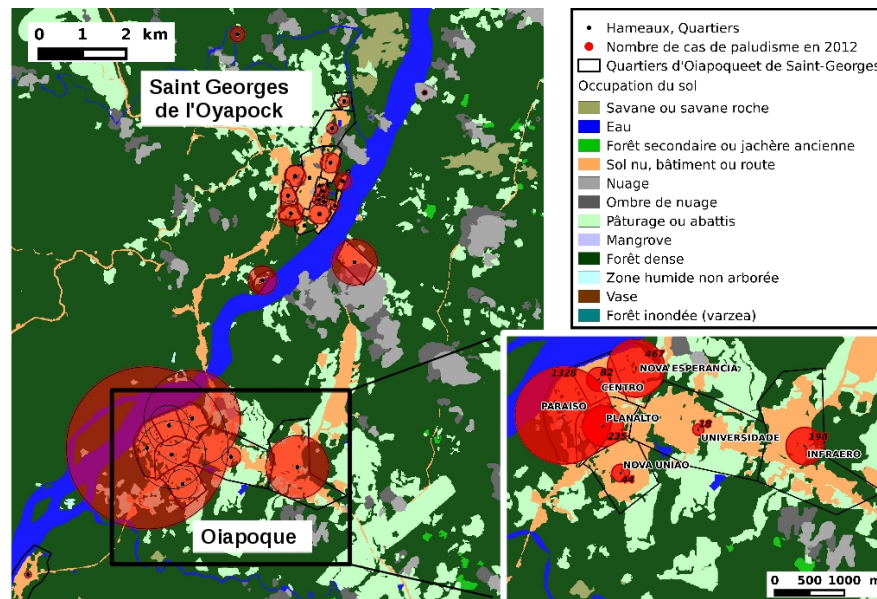 0 1 2 km
Saint Georges
de l'Oyapock
Oiapoque
Hameaux, Quartiers
Nombre de cas de paludisme en 2012
Quartiers d'Oiapoqueet de Saint-Georges
Occupation du sol
Savane ou savane roche
Eau
Forêt secondaire ou jachère ancienne
Sol nu, bâtiment ou route
Nuage
Ombre de nuage
Pâturage ou abattis
Mangrove
Forêt dense
Zone humide non arborée
Vase
Forêt inondée (varzea)
467
1328
82
NOVA ESPERANCIA
CENTRO
PARAISO
PLANALTO
18
235
UNIVERSIDADE
198
INFRAERO
NOVA UNIAO
44
0 500 1000 m